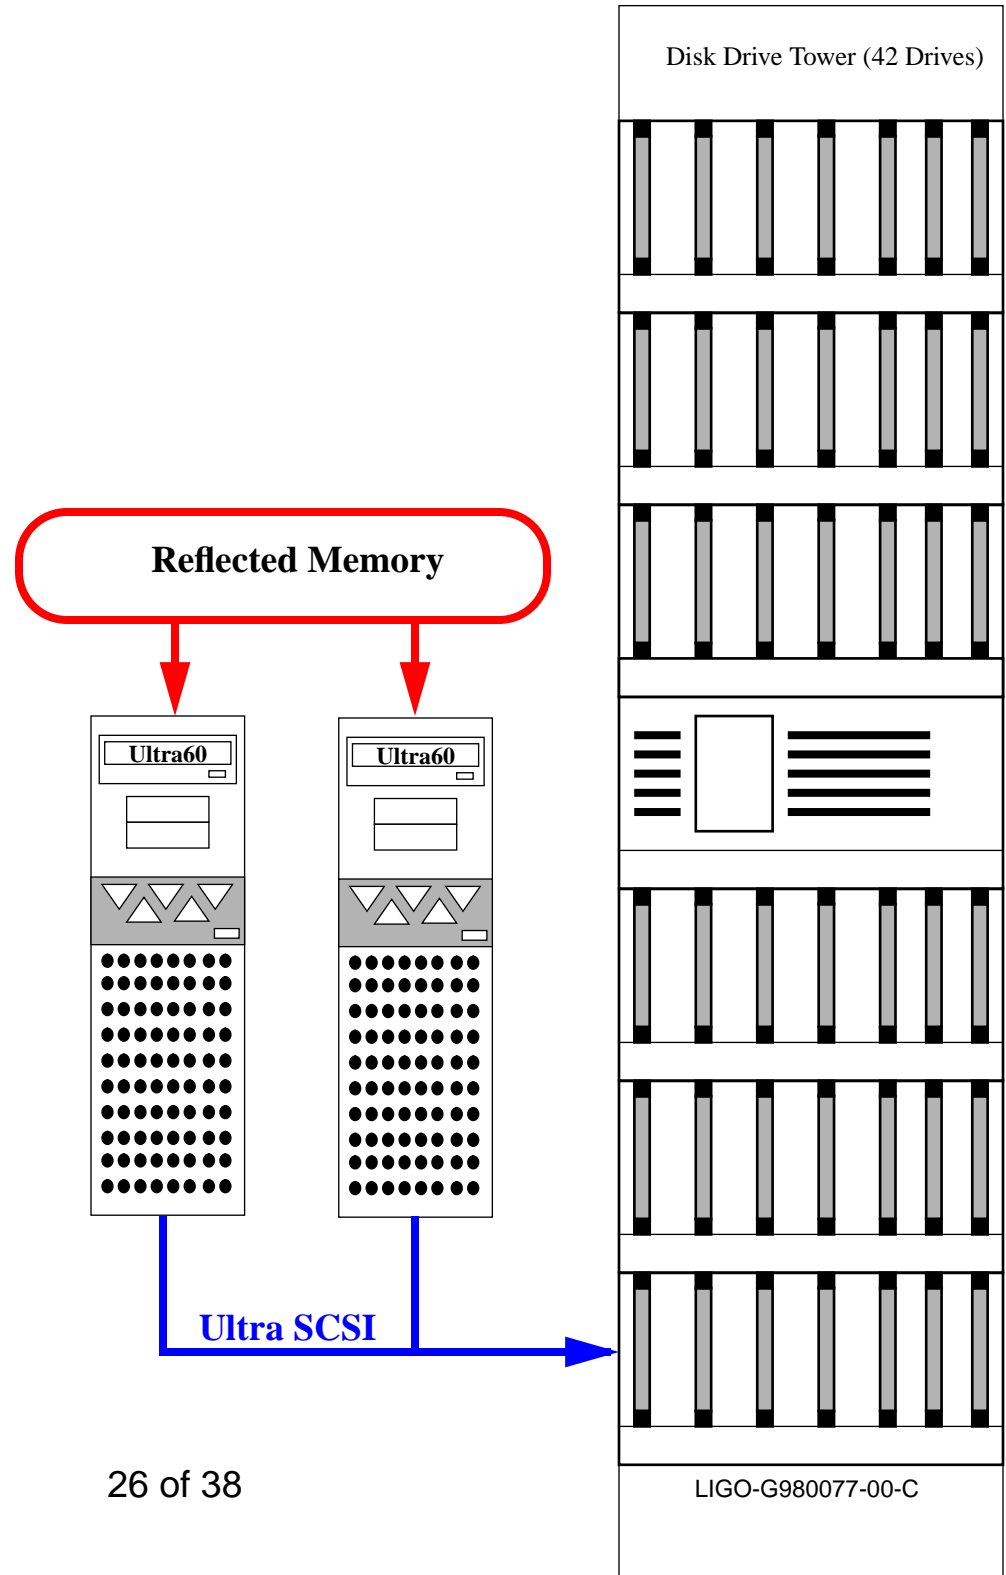 Disk Drive Tower (42 Drives)
Reflected Memory
Ultra60
Ultra60
Ultra SCSI
26 of 38
LIGO-G980077-00-C